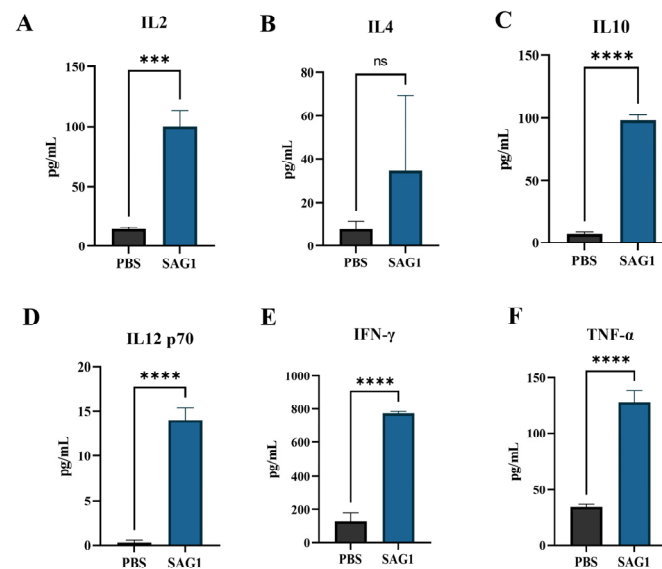 A
IL2
***
150
100
50
0
pg/mL
PBS
SAG1
B
IL4
ns
80
60
40
20
0
pg/mL
PBS
SAG1
C
IL10
****
150
100
50
0
pg/mL
PBS
SAG1
D
IL12 p70
****
20
15
10
5
0
pg/mL
PBS
SAG1
E
IFN-γ
****
1000
800
600
400
200
0
pg/mL
PBS
SAG1
F
TNF-α
****
150
100
50
0
pg/mL
PBS
SAG1